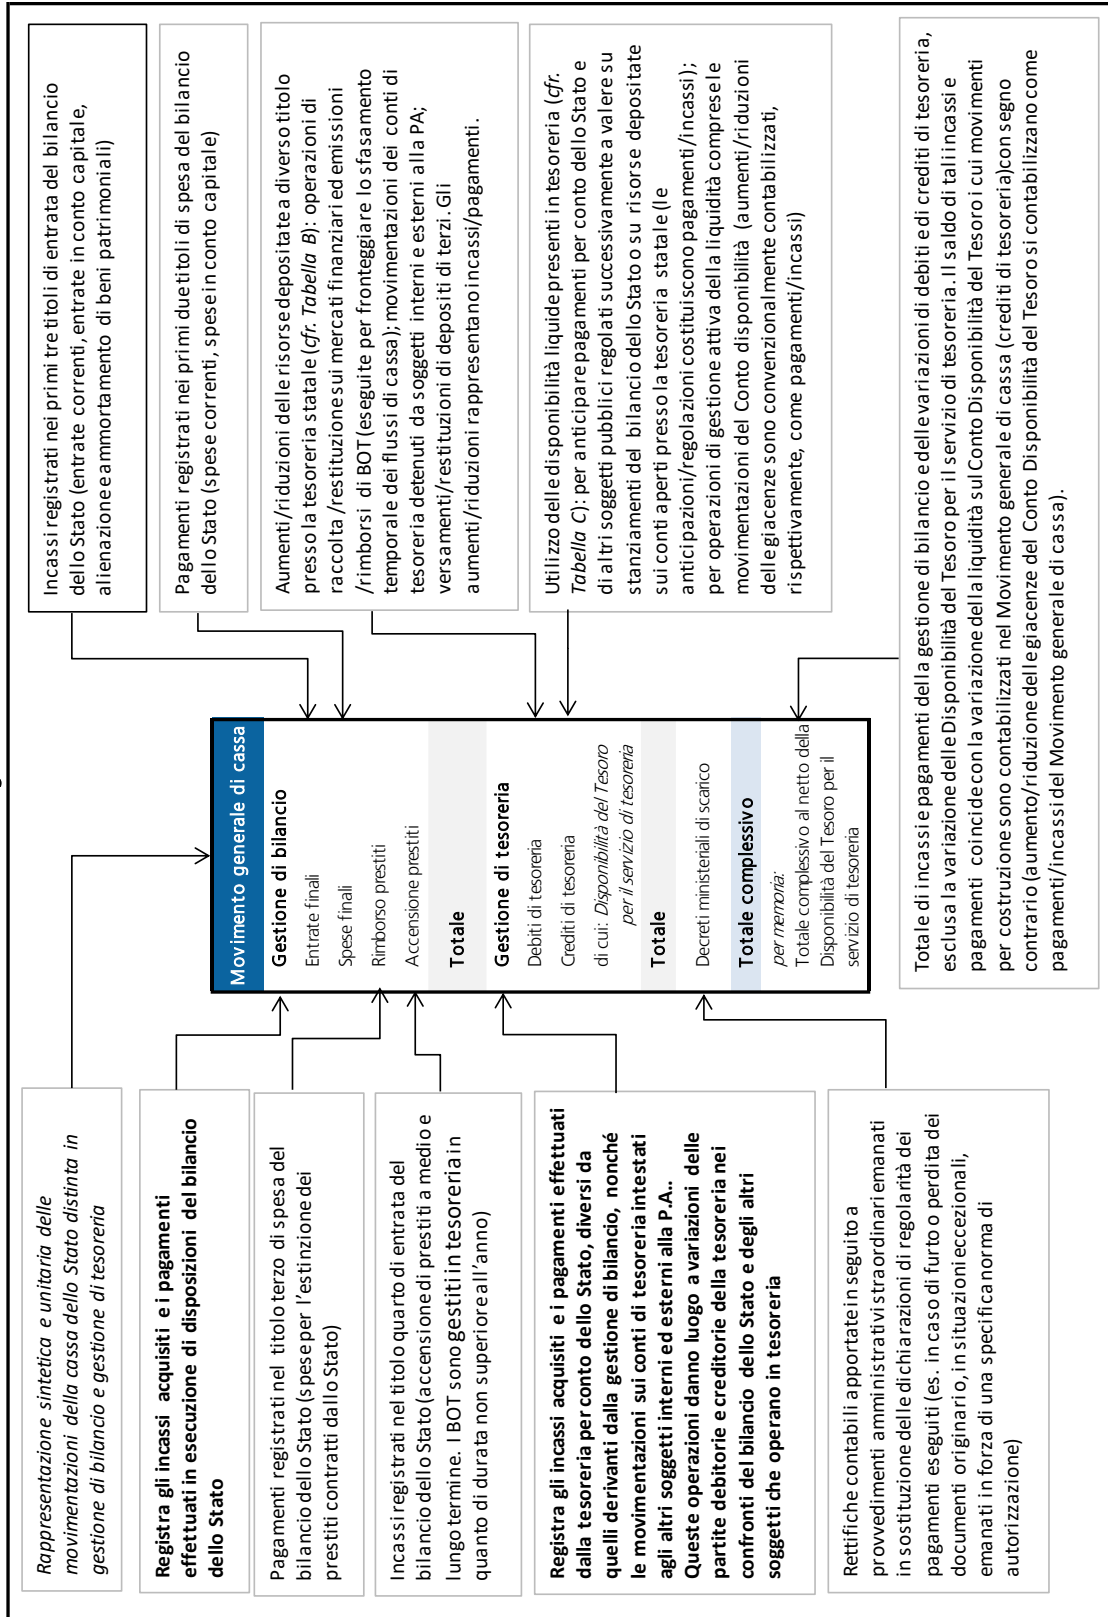 Rappresentazione sintetica e unitaria delle
movimentazioni della cassa dello Stato distinta in
gestione di bilancio e gestione di tesoreria
Registra gli incassi acquisiti e i pagamenti
effettuati in esecuzione di disposizioni del bilancio
dello Stato
Pagamenti registrati nel titolo terzo di spesa del
bilancio dello Stato (spese per l'estinzione dei
prestiti contratti dallo Stato)
Incassi registrati nel titolo quarto di entrata del
bilancio dello Stato (accensione di prestiti a medio e
lungo termine. I BOT sono gestiti in tesoreria in
quanto di durata non superiore all'anno)
Registra gli incassi acquisiti e i pagamenti effettuati
dalla tesoreria per conto dello Stato, diversi da
quelli derivanti dalla gestione di bilancio, nonché
le movimentazioni sui conti di tesoreria intestati
agli altri soggetti interni ed esterni alla P.A..
Queste operazioni danno luogo a variazioni delle
partite debitorie e creditorie della tesoreria nei
confronti del bilancio dello Stato e degli altri
soggetti che operano in tesoreria
Rettifiche contabili apportate in seguito a
provvedimenti amministrativi straordinari emanati
in sostituzione delle dichiarazioni di regolarità dei
pagamenti eseguiti (es. in caso di furto o perdita dei
documenti originario, in situazioni eccezionali,
emanati in forza di una specifica norma di
autorizzazione)
Movimento generale di cassa
Gestione di bilancio
Entrate finali
Spese finali
Rimborso prestiti
Accensione prestiti
Totale
Gestione di tesoreria
Debiti di tesoreria
Crediti di tesoreria
di cui: Disponibilità del Tesoro
per il servizio di tesoreria
Totale
Decreti ministeriali di scarico
Totale complessivo
per memoria:
Totale complessivo al netto della
Disponibilità del Tesoro per il
servizio di tesoreria
Incassi registrati nei primi tre titoli di entrata del bilancio
dello Stato (entrate correnti, entrate in conto capitale,
alienazione e ammortamento di beni patrimoniali)
Pagamenti registrati nei primi due titoli di spesa del bilancio
dello Stato (spese correnti, spese in conto capitale)
Aumenti/riduzioni delle risorse depositate a diverso titolo
presso la tesoreria statale (cfr. Tabella B): operazioni di
raccolta /restituzione sui mercati finanziari ed emissioni
/rimborsi di BOT (eseguite per fronteggiare lo sfasamento
temporale dei flussi di cassa); movimentazioni dei conti di
tesoreria detenuti da soggetti interni e esterni alla PA;
versamenti/restituzioni di depositi di terzi. Gli
aumenti/riduzioni rappresentano incassi/pagamenti.
Utilizzo delle disponibilità liquide presenti in tesoreria (cfr.
Tabella C): per anticipare pagamenti per conto dello Stato e
di altri soggetti pubblici regolati successivamente a valere su
stanziamenti del bilancio dello Stato o su risorse depositate
sui conti aperti presso la tesoreria statale (le
anticipazioni/regolazioni costituiscono pagamenti/incassi);
per operazioni di gestione attiva della liquidità comprese le
movimentazioni del Conto disponibilità (aumenti/riduzioni
delle giacenze sono convenzionalmente contabilizzati,
rispettivamente, come pagamenti/incassi)
Totale di incassi e pagamenti della gestione di bilancio e delle variazioni di debiti e di crediti di tesoreria,
esclusa la variazione delle Disponibilità del Tesoro per il servizio di tesoreria. Il saldo di tali incassi e
pagamenti coincide con la variazione della liquidità sul Conto Disponibilità del Tesoro i cui movimenti
per costruzione sono contabilizzati nel Movimento generale di cassa (crediti di tesoreria)con segno
contrario (aumento/riduzione delle giacenze del Conto Disponibilità del Tesoro si contabilizzano come
pagamenti/incassi del Movimento generale di cassa).